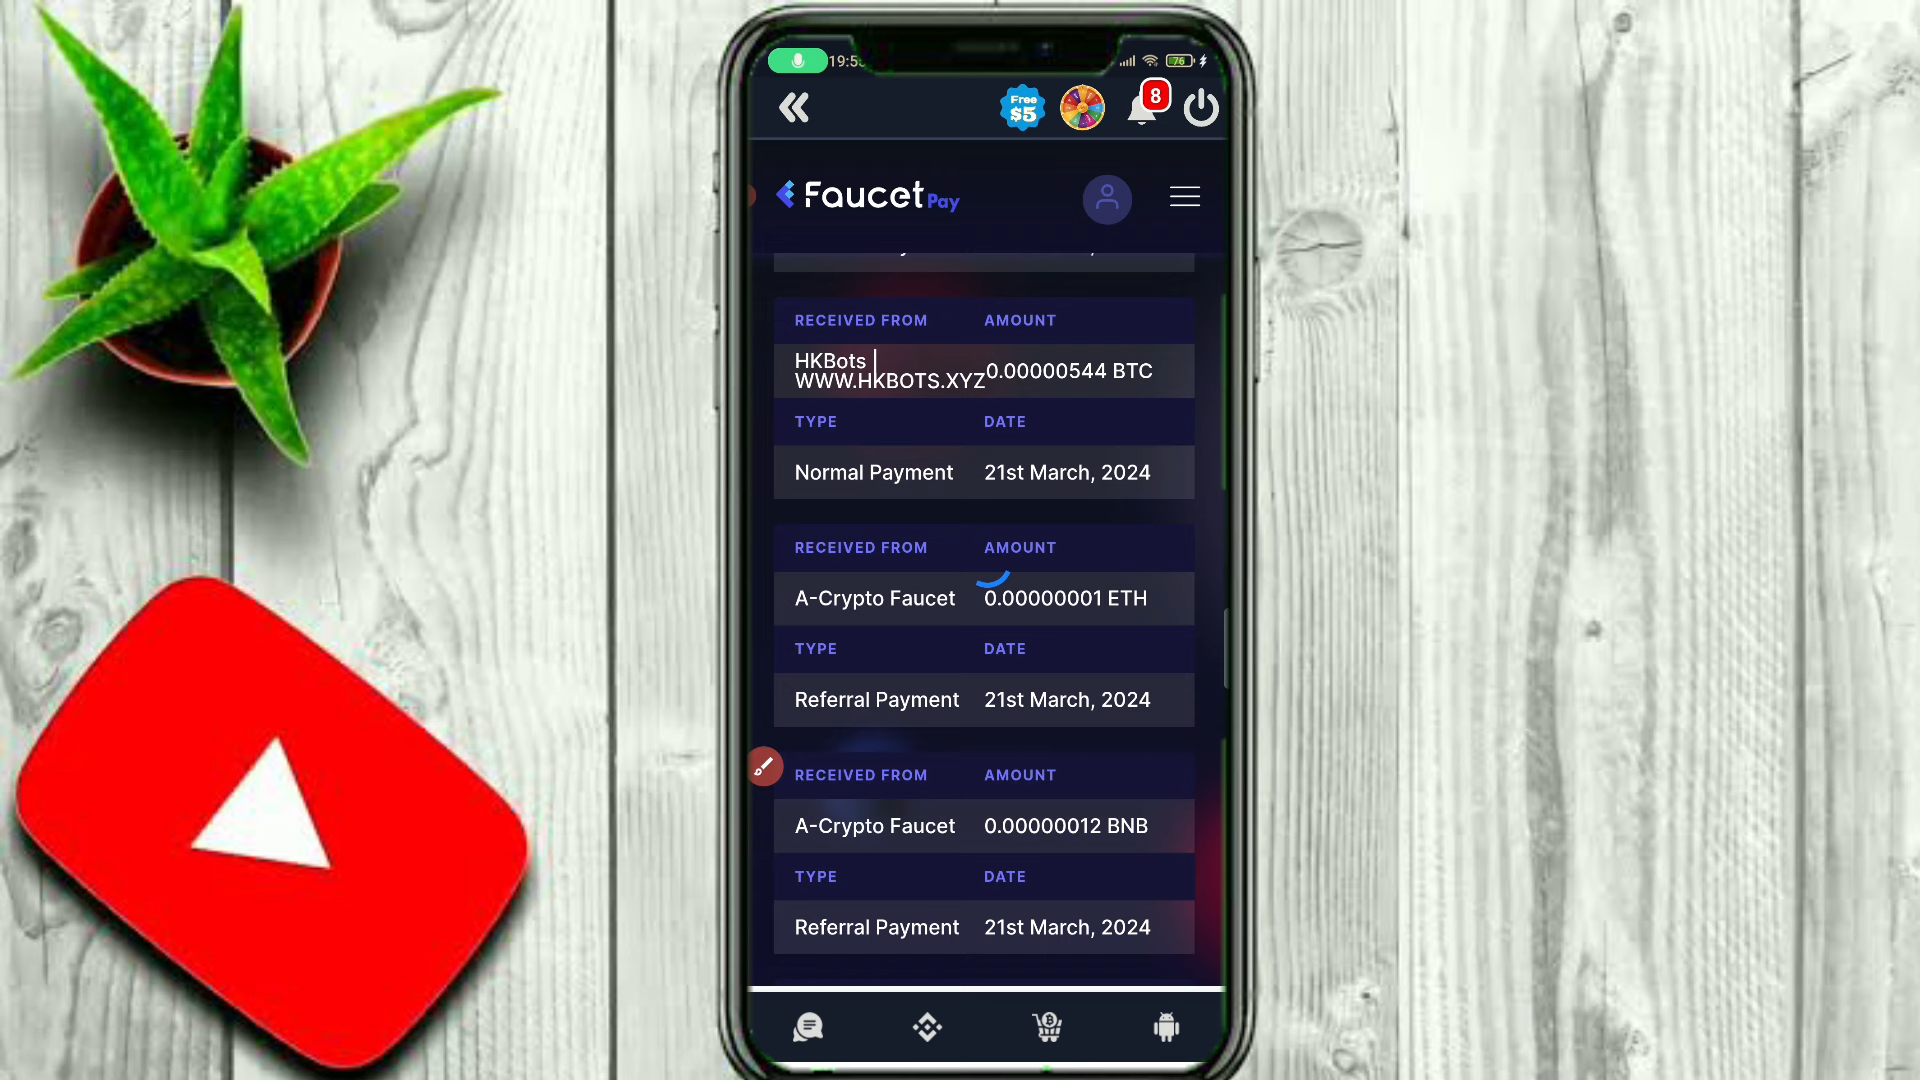 19:5
76
Free
$5
8
Faucet Pay
RECEIVED FROM AMOUNT
HKBots |
WWW.HKBOTS.XYZ 0.00000544 BTC
TYPE DATE
Normal Payment 21st March, 2024
RECEIVED FROM AMOUNT
A-Crypto Faucet 0.00000001 ETH
TYPE DATE
Referral Payment 21st March, 2024
RECEIVED FROM AMOUNT
A-Crypto Faucet 0.00000012 BNB
TYPE DATE
Referral Payment 21st March, 2024